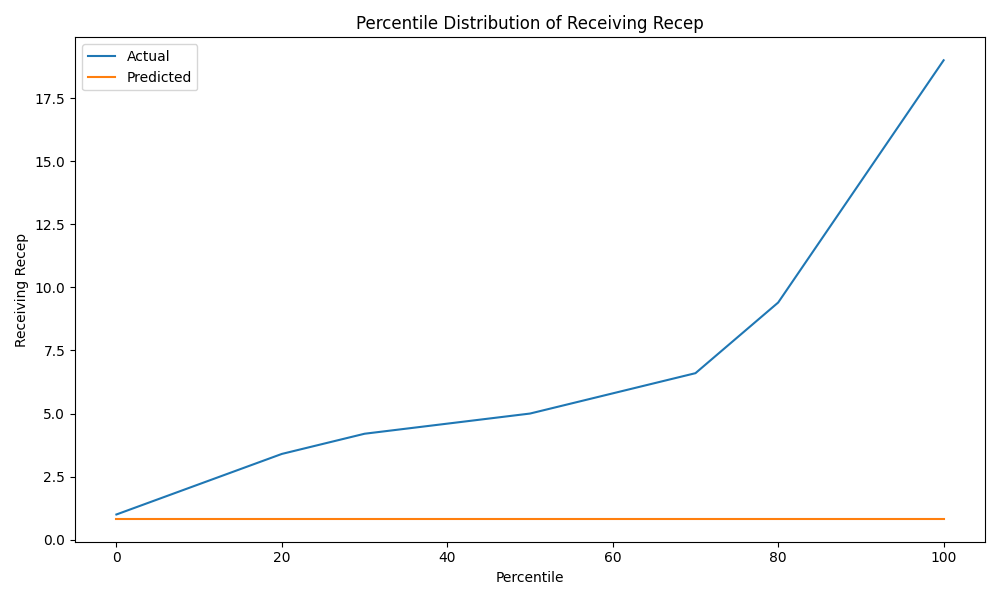 Percentile Distribution of Receiving Recep
Actual
Predicted
Receiving Recep
17.5
15.0
12.5
10.0
7.5
5.0
2.5
0.0
0 20 40 60 80 100
Percentile